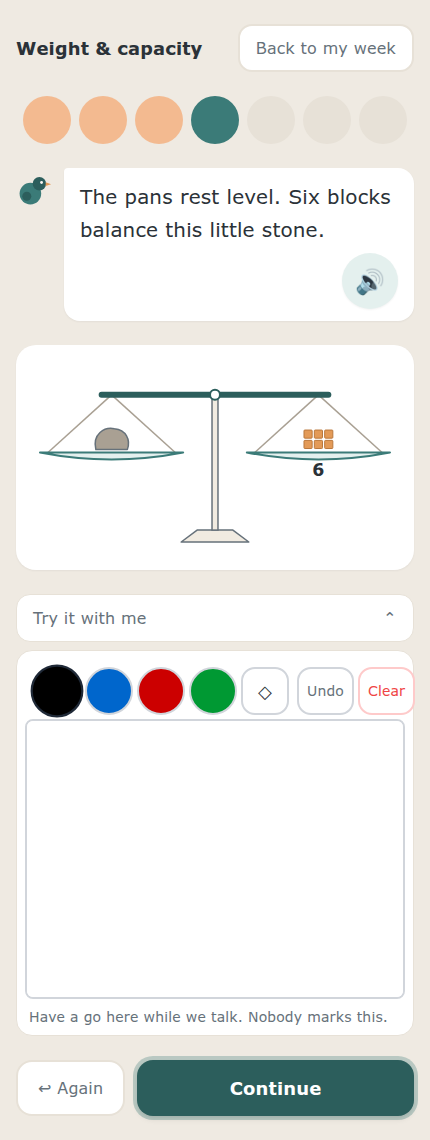 Weight & capacity
Back to my week
The pans rest level. Six blocks
balance this little stone.
6
Try it with me
Undo
Clear
Have a go here while we talk. Nobody marks this.
↩ Again
Continue